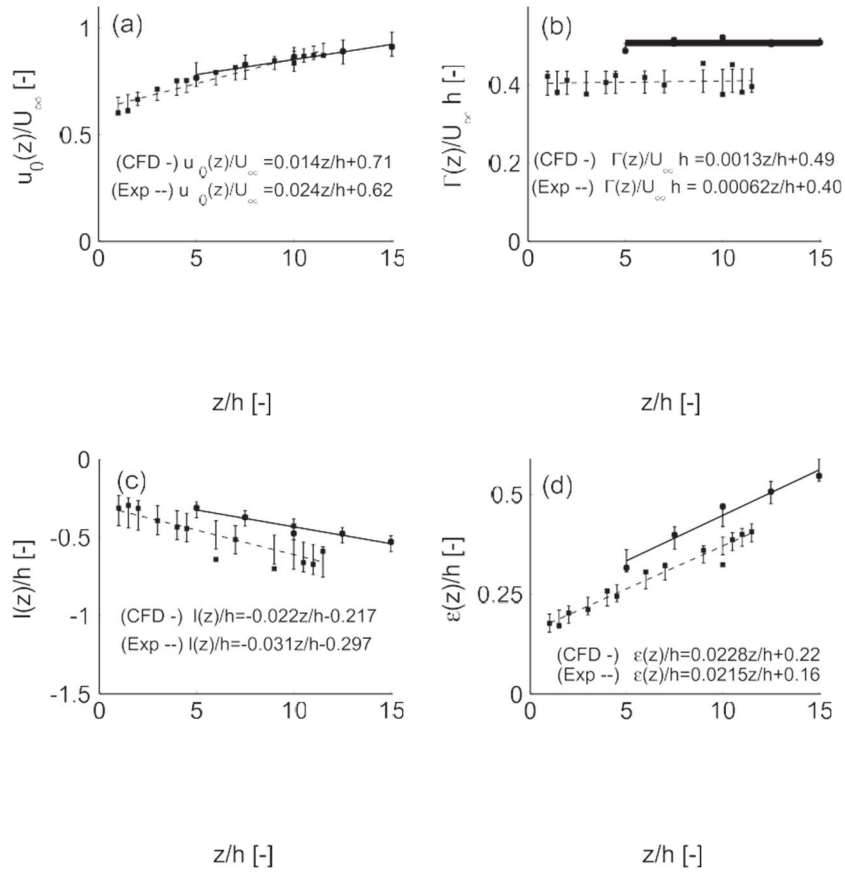 (a)
1
0.5
0
u₀(z)/U∞ [-]
(CFD -) u₀(z)/U∞ =0.014z/h+0.71
(Exp --) u₀(z)/U∞ =0.024z/h+0.62
0 5 10 15
z/h [-]
(b)
0.4
0.2
0
Γ(z)/U∞ h [-]
(CFD - Γ(z)/U∞ h =0.0013z/h+0.49
(Exp --) Γ(z)/U∞ h = 0.00062z/h+0.40
0 5 10 15
z/h [-]
(c)
0
-0.5
-1
-1.5
l(z)/h [-]
(CFD -) l(z)/h=-0.022z/h-0.217
(Exp --) l(z)/h=-0.031z/h-0.297
0 5 10 15
z/h [-]
(d)
0.5
0.25
0
ε(z)/h [-]
(CFD -) ε(z)/h=0.0228z/h+0.22
(Exp --) ε(z)/h=0.0215z/h+0.16
0 5 10 15
z/h [-]